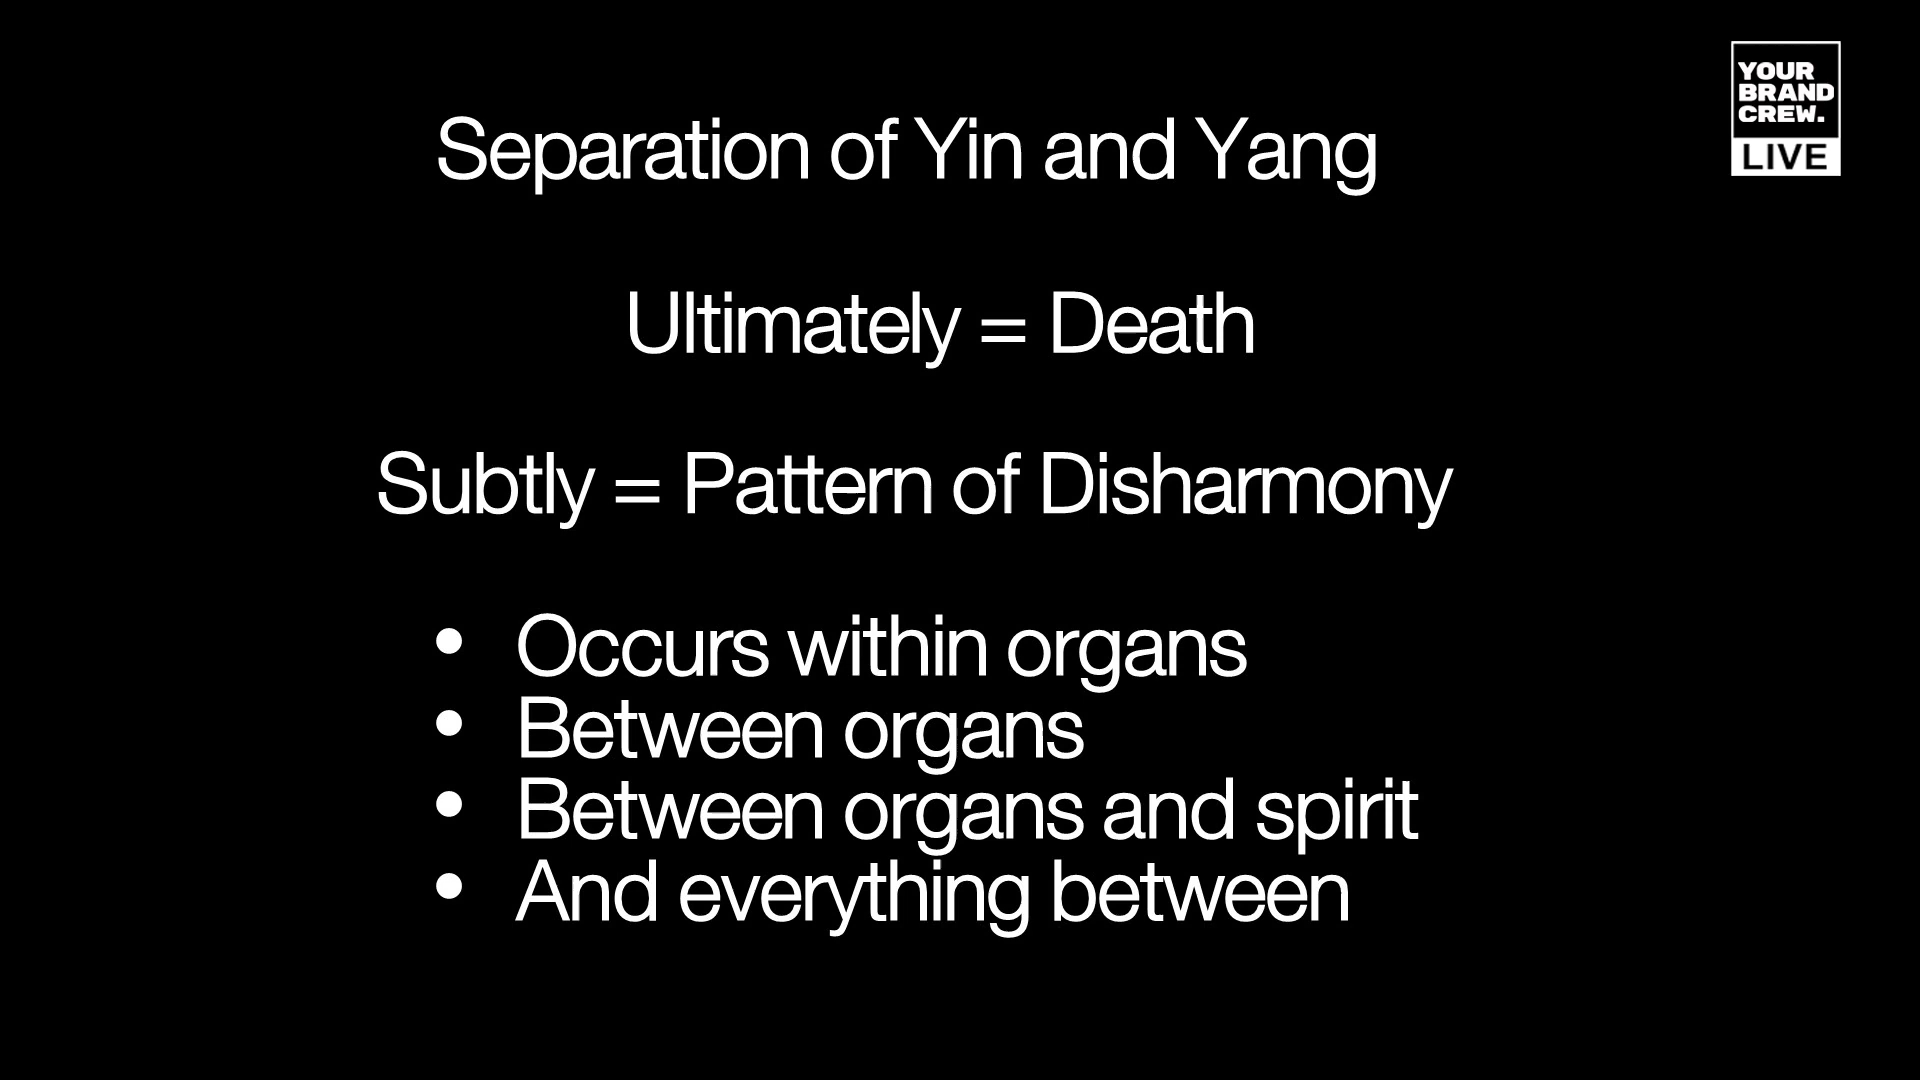 YOUR
BRAND
CREW.
LIVE
Separation of Yin and Yang
Ultimately = Death
Subtly = Pattern of Disharmony
• Occurs within organs
• Between organs
• Between organs and spirit
• And everything between